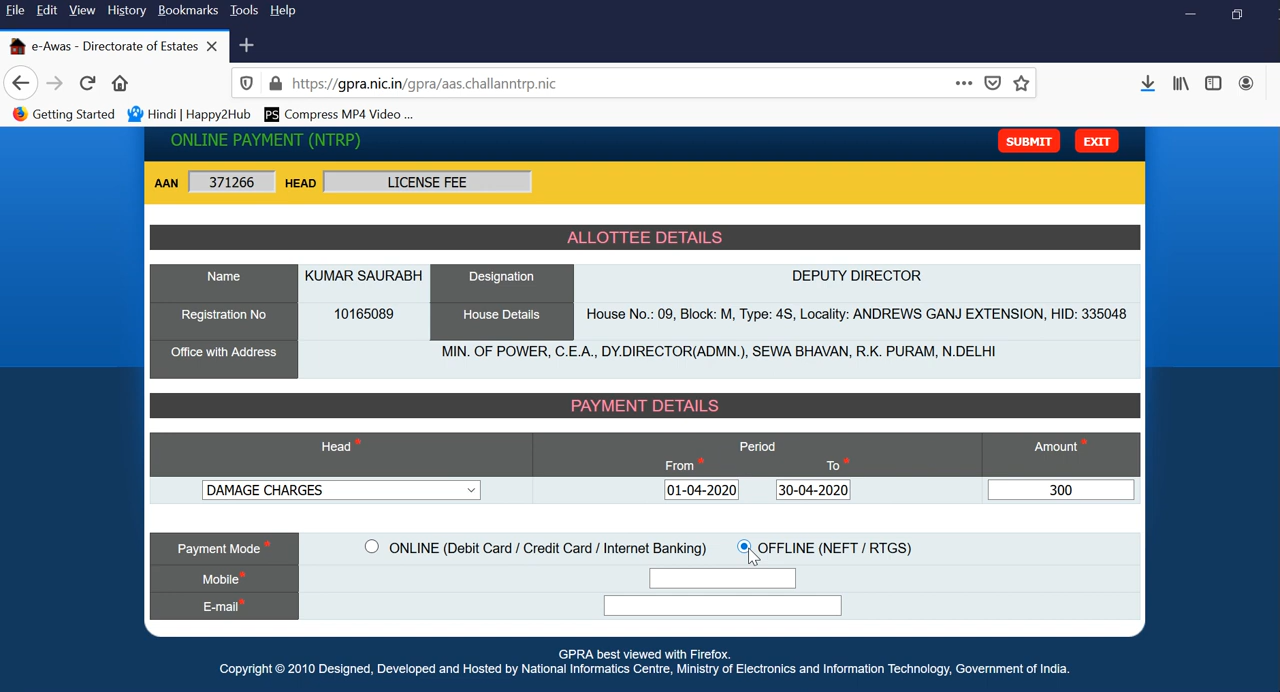 File Edit View History Bookmarks Tools Help
e-Awas - Directorate of Estates
https://gpra.nic.in/gpra/aas.challanntrp.nic
Getting Started Hindi | Happy2Hub PS Compress MP4 Video ...
ONLINE PAYMENT (NTRP) SUBMIT EXIT
AAN 371266 HEAD LICENSE FEE
ALLOTTEE DETAILS
Name KUMAR SAURABH Designation DEPUTY DIRECTOR
Registration No 10165089 House Details House No.: 09, Block: M, Type: 4S, Locality: ANDREWS GANJ EXTENSION, HID: 335048
Office with Address MIN. OF POWER, C.E.A., DY.DIRECTOR(ADMN.), SEWA BHAVAN, R.K. PURAM, N.DELHI
PAYMENT DETAILS
Head * Period Amount *
From * To *
DAMAGE CHARGES 01-04-2020 30-04-2020 300
Payment Mode * ONLINE (Debit Card / Credit Card / Internet Banking) OFFLINE (NEFT / RTGS)
Mobile *
E-mail *
GPRA best viewed with Firefox.
Copyright © 2010 Designed, Developed and Hosted by National Informatics Centre, Ministry of Electronics and Information Technology, Government of India.